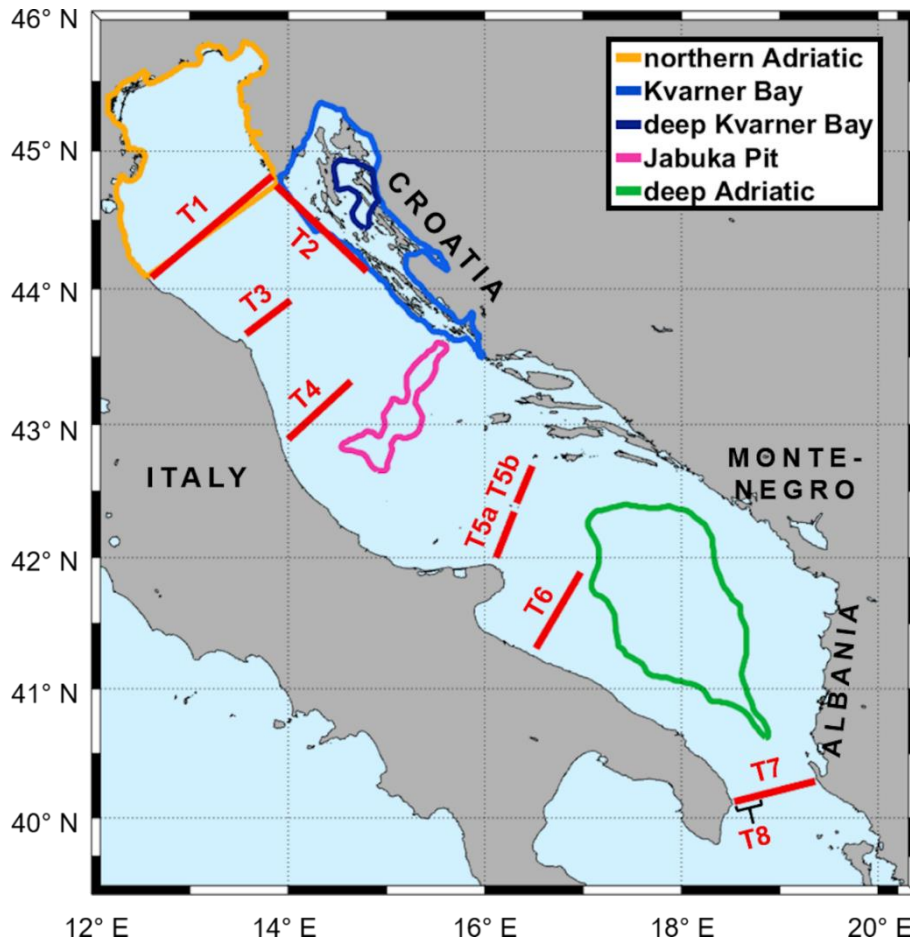 46° N
45° N
44° N
43° N
42° N
41° N
40° N
12° E
14° E
16° E
18° E
20° E
northern Adriatic
Kvarner Bay
deep Kvarner Bay
Jabuka Pit
deep Adriatic
CROATIA
T1
T2
T3
T4
ITALY
MONTE-
NEGRO
T5a T5b
T6
ALBANIA
T7
T8